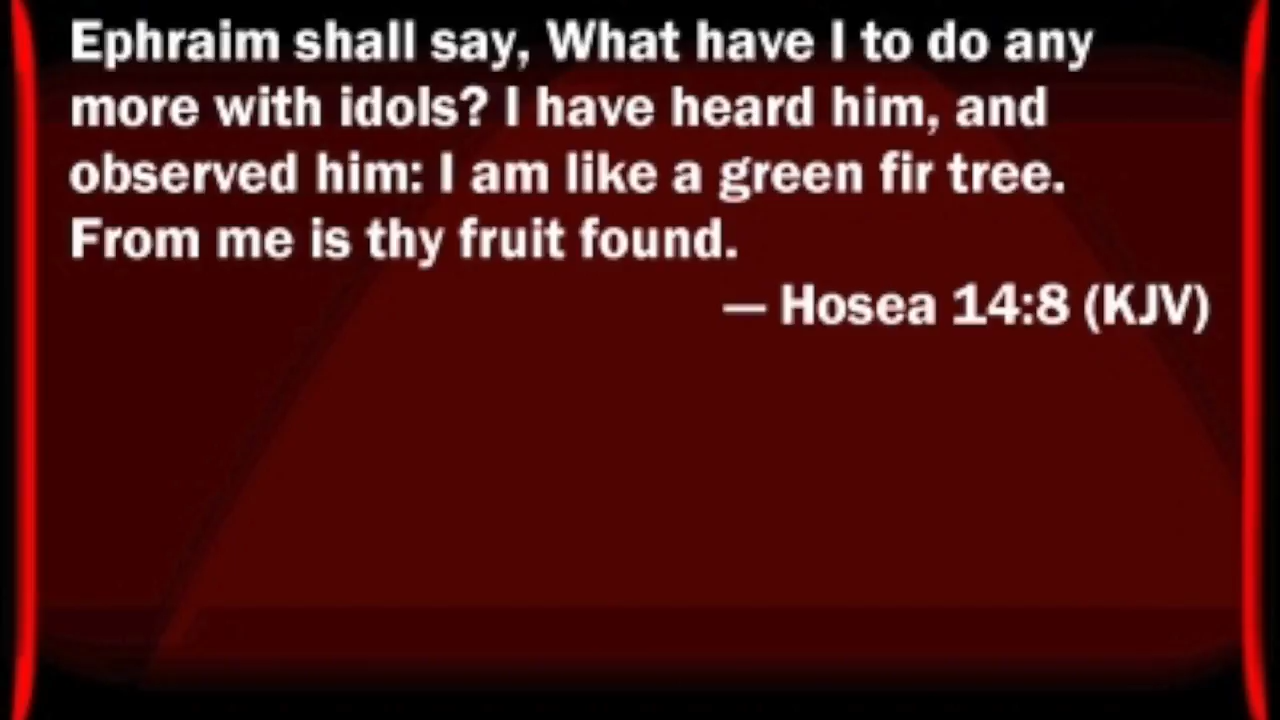 Ephraim shall say, What have I to do any
more with idols? I have heard him, and
observed him: I am like a green fir tree.
From me is thy fruit found.
— Hosea 14:8 (KJV)